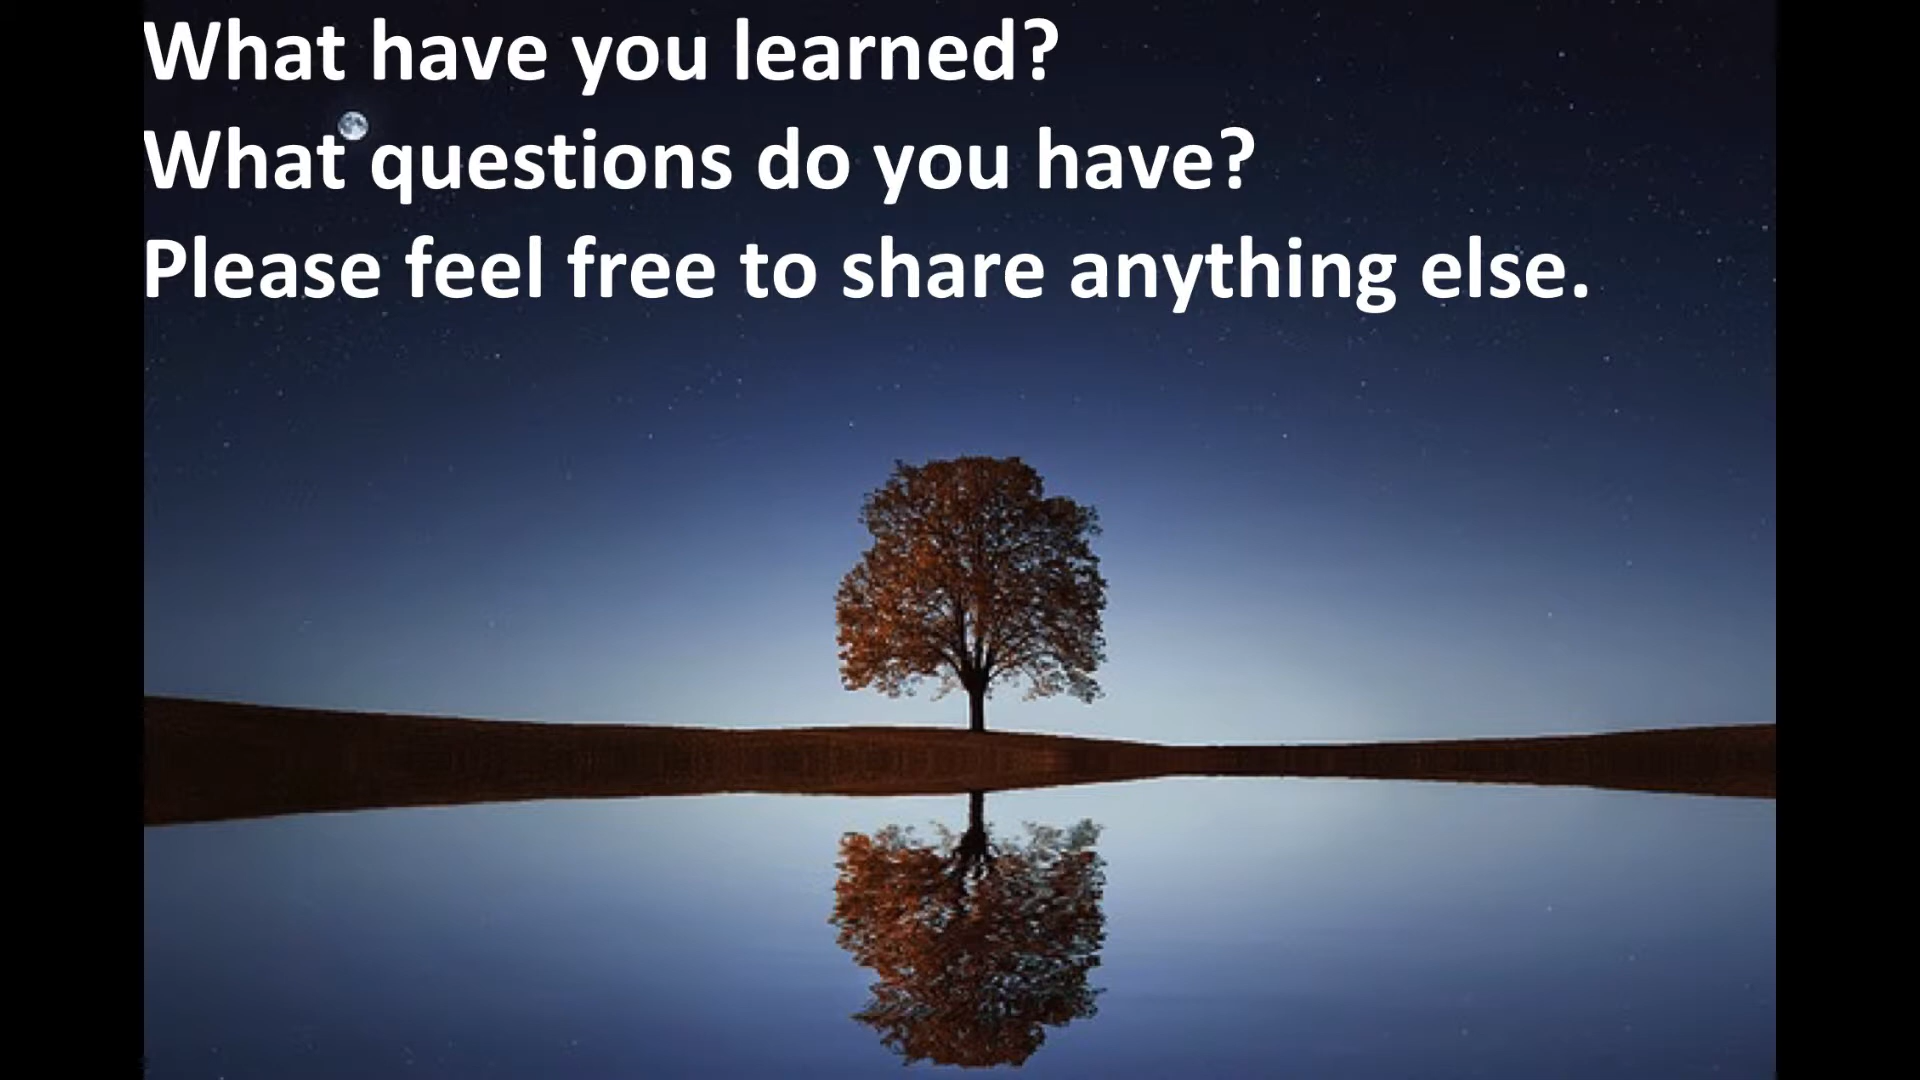 What have you learned?
What questions do you have?
Please feel free to share anything else.